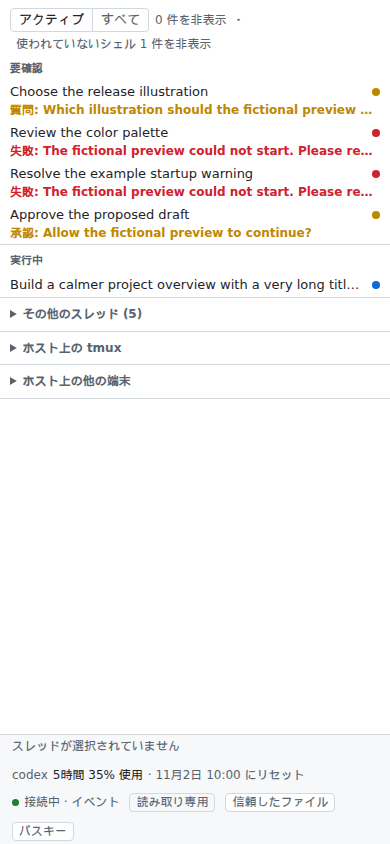 アクティブ すべて 0 件を非表示 ・
使われていないシェル 1 件を非表示
要確認
Choose the release illustration
質問: Which illustration should the fictional preview …
Review the color palette
失敗: The fictional preview could not start. Please re…
Resolve the example startup warning
失敗: The fictional preview could not start. Please re…
Approve the proposed draft
承認: Allow the fictional preview to continue?
実行中
Build a calmer project overview with a very long titl…
▶ その他のスレッド (5)
▶ ホスト上の tmux
▶ ホスト上の他の端末
スレッドが選択されていません
codex 5時間 35% 使用 · 11月2日 10:00 にリセット
接続中 · イベント 読み取り専用 信頼したファイル
パスキー